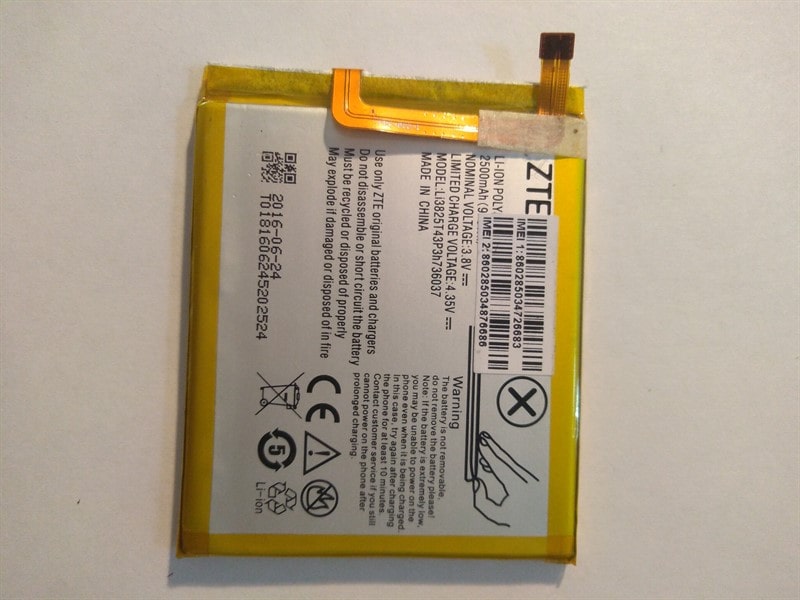 ZTE
LI-ION POLY
2500mAh (9
NOMINAL VOLTAGE:3.8V
LIMITED CHARGE VOLTAGE:4.35V
MODEL:Li3825T43P3h736037
MADE IN CHINA
IMEI 1: 860285034726683
IMEI 2: 860285034876686
Use only ZTE original batteries and chargers
Do not disassemble or short circuit the battery
Must be recycled or disposed of properly
May explode if damaged or disposed of in fire
2016-06-24
T0181606245202524
Warning
The battery is not removable,
do not remove the battery please!
Note: If the battery is extremely low,
you may be unable to power on the
phone even when it is being charged.
In this case, try again after charging
the phone for at least 10 minutes.
Contact customer service if you still
cannot power on the phone after
prolonged charging.
CE
5
Li-ion